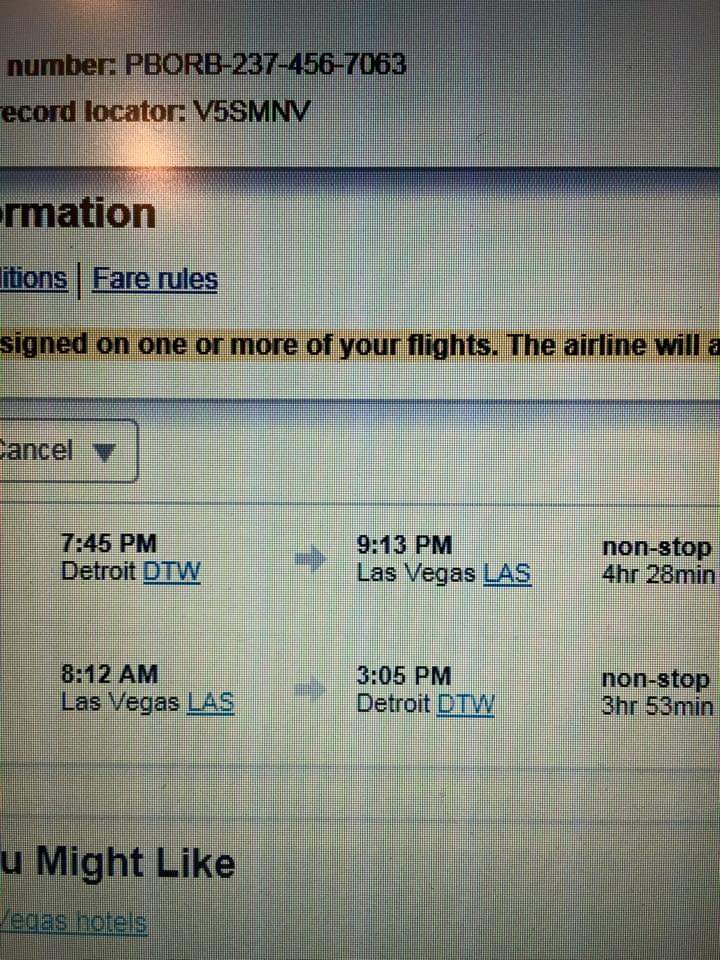 number: PBORB-237-456-7063
ecord locator: V5SMNV
ormation
itions | Fare rules
signed on one or more of your flights. The airline will a
Cancel ▼
7:45 PM → 9:13 PM non-stop
Detroit DTW Las Vegas LAS 4hr 28min
8:12 AM → 3:05 PM non-stop
Las Vegas LAS Detroit DTW 3hr 53min
u Might Like
Vegas hotels